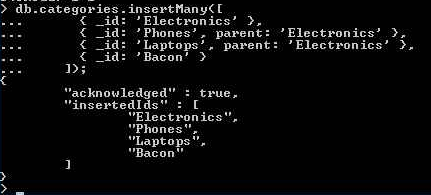 > db.categories.insertMany([
...     { _id: 'Electronics' },
...     { _id: 'Phones', parent: 'Electronics' },
...     { _id: 'Laptops', parent: 'Electronics' },
...     { _id: 'Bacon' }
... ]);
{
        "acknowledged" : true,
        "insertedIds" : [
                "Electronics",
                "Phones",
                "Laptops",
                "Bacon"
        ]
}
>